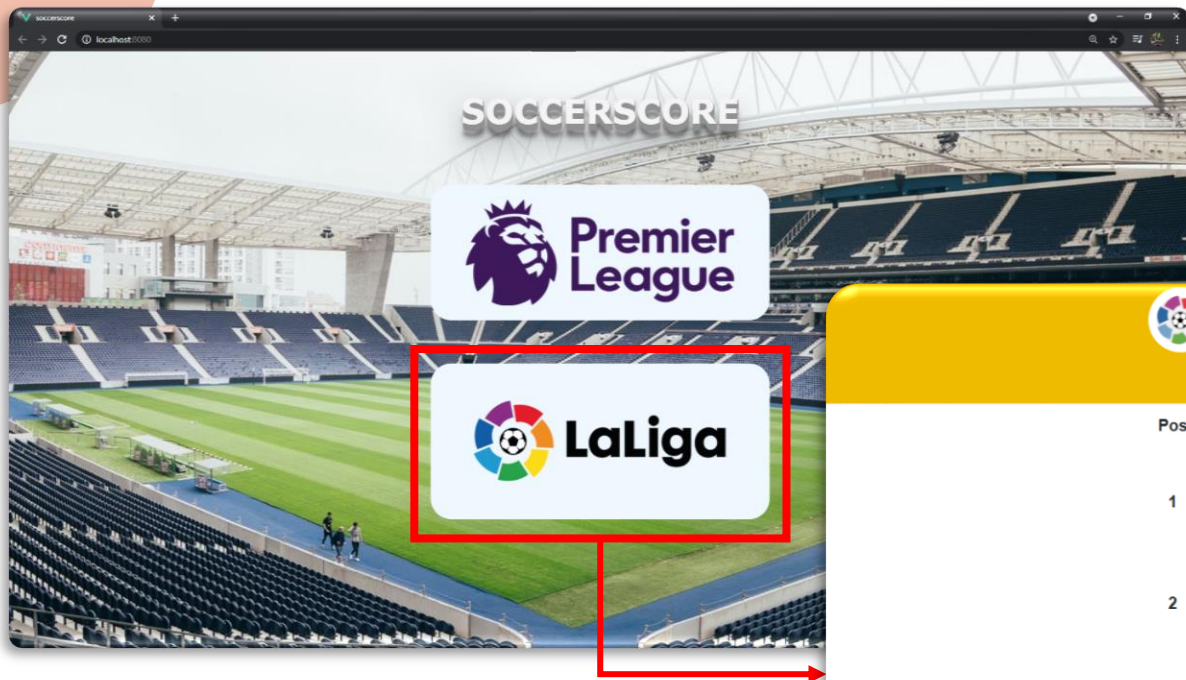 soccerscore
localhost:8080
SOCCERSCORE
Premier
League
LaLiga
Pos
1
2